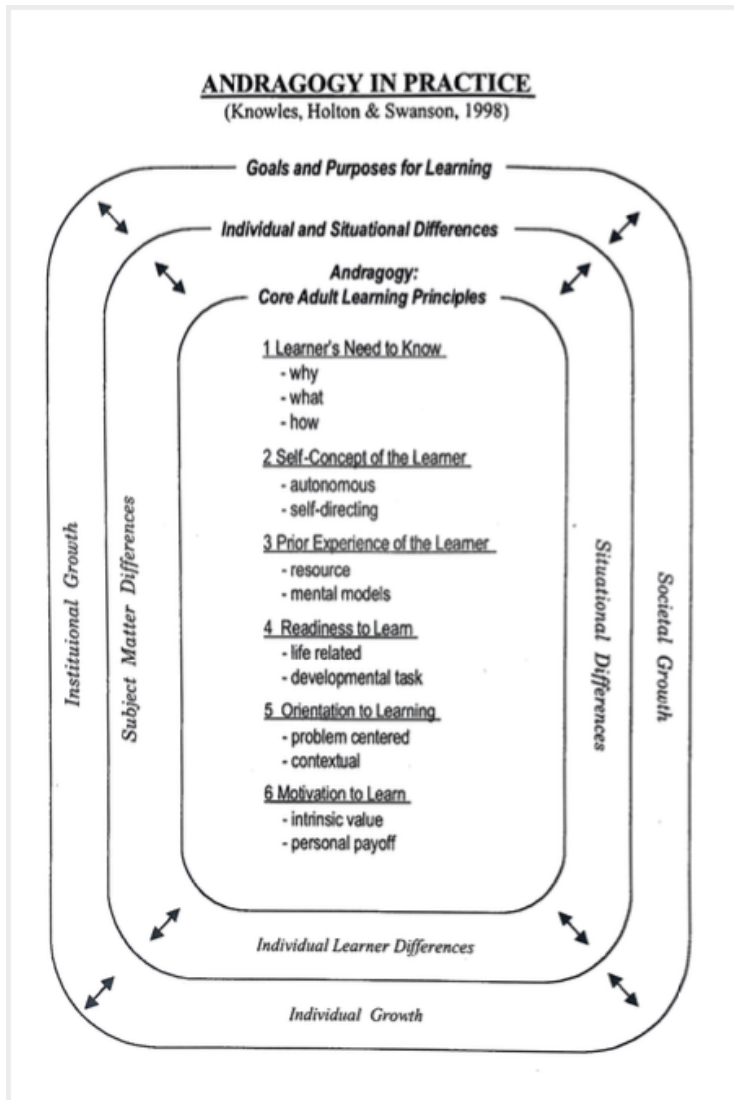 ANDRAGOGY IN PRACTICE
(Knowles, Holton & Swanson, 1998)
Goals and Purposes for Learning
Individual and Situational Differences
Andragogy:
Core Adult Learning Principles
1 Learner's Need to Know
- why
- what
- how
2 Self-Concept of the Learner
- autonomous
- self-directing
3 Prior Experience of the Learner
- resource
- mental models
4 Readiness to Learn
- life related
- developmental task
5 Orientation to Learning
- problem centered
- contextual
6 Motivation to Learn
- intrinsic value
- personal payoff
Institutional Growth
Subject Matter Differences
Situational Differences
Societal Growth
Individual Learner Differences
Individual Growth